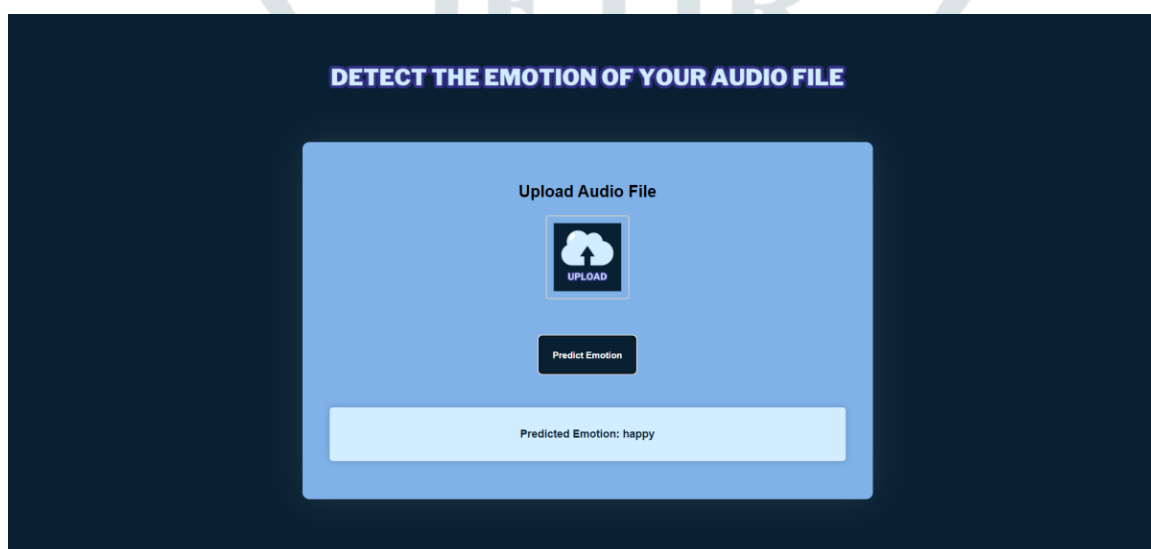 DETECT THE EMOTION OF YOUR AUDIO FILE
Upload Audio File
UPLOAD
Predict Emotion
Predicted Emotion: happy